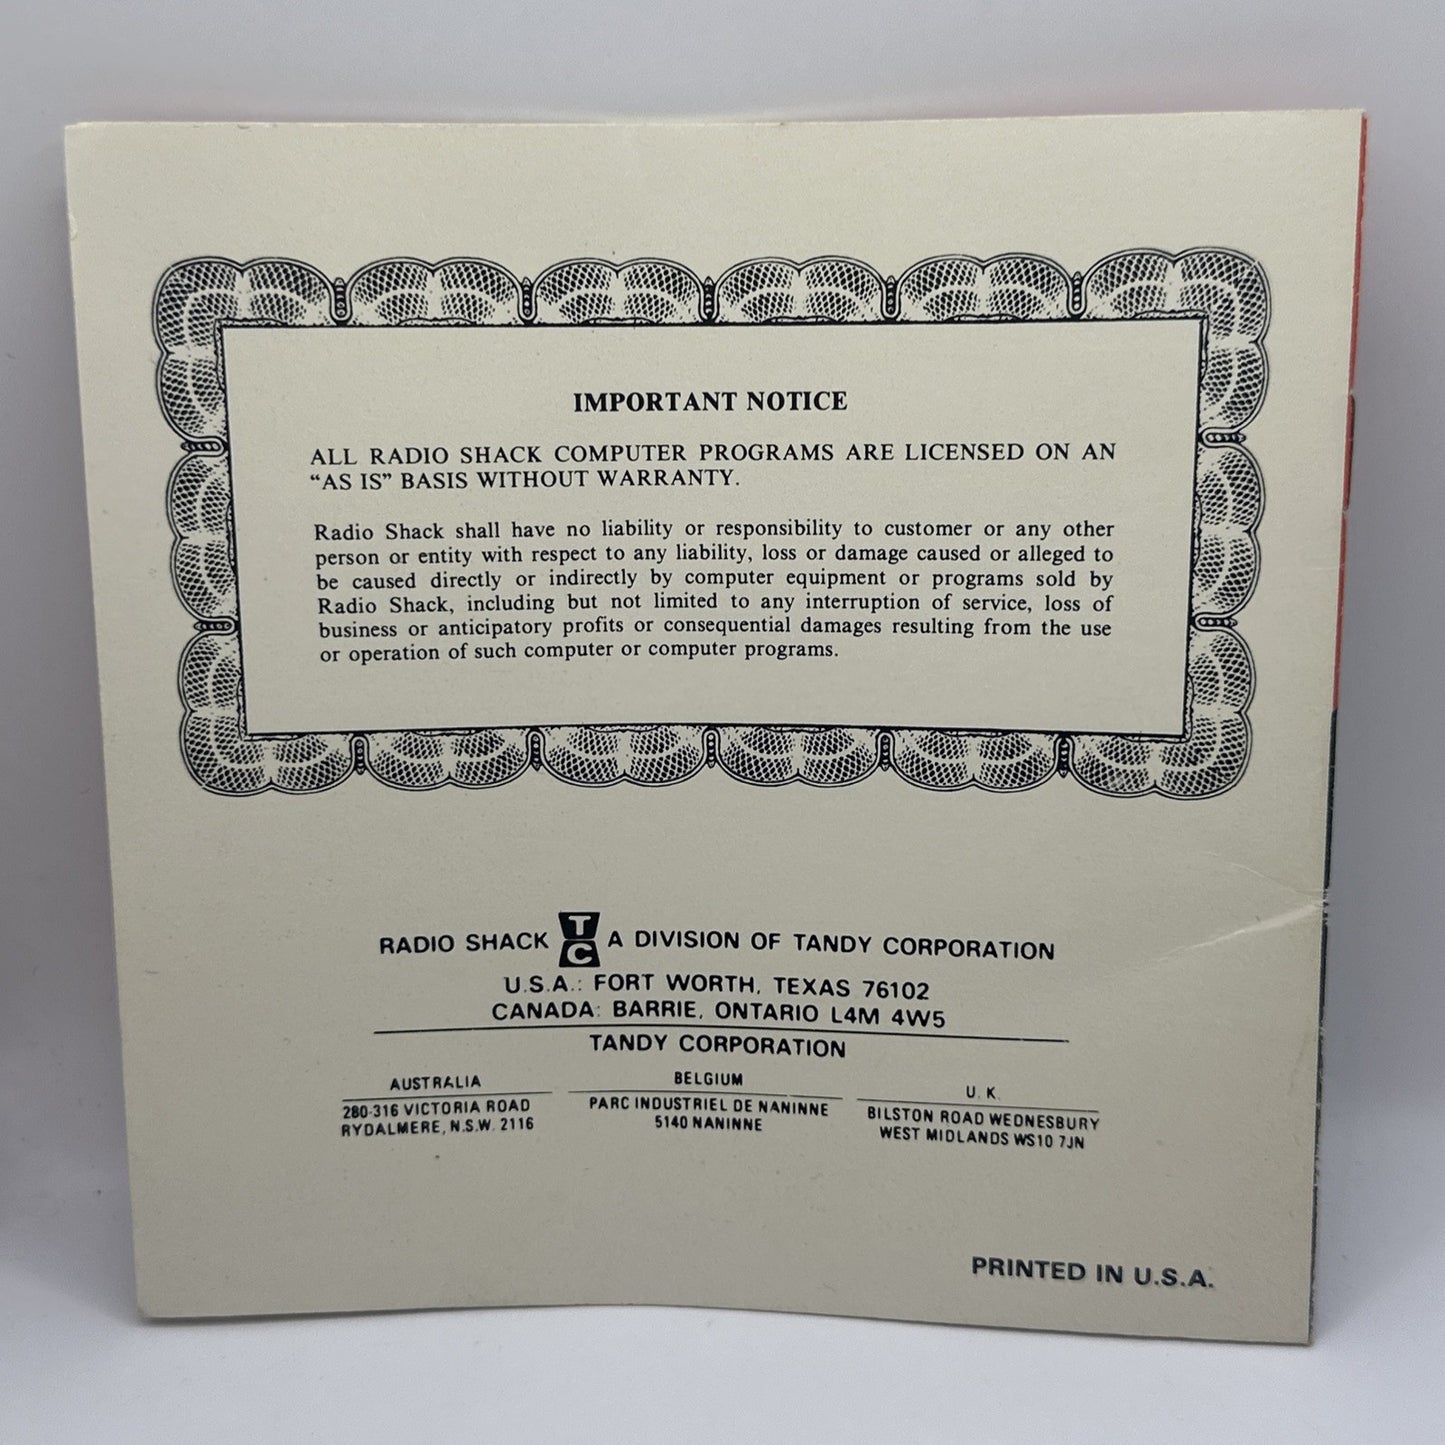 IMPORTANT NOTICE
ALL RADIO SHACK COMPUTER PROGRAMS ARE LICENSED ON AN
“AS IS” BASIS WITHOUT WARRANTY.
Radio Shack shall have no liability or responsibility to customer or any other
person or entity with respect to any liability, loss or damage caused or alleged to
be caused directly or indirectly by computer equipment or programs sold by
Radio Shack, including but not limited to any interruption of service, loss of
business or anticipatory profits or consequential damages resulting from the use
or operation of such computer or computer programs.
RADIO SHACK TC A DIVISION OF TANDY CORPORATION
U.S.A.: FORT WORTH, TEXAS 76102
CANADA: BARRIE, ONTARIO L4M 4W5
TANDY CORPORATION
AUSTRALIA
280-316 VICTORIA ROAD
RYDALMERE, N.S.W. 2116
BELGIUM
PARC INDUSTRIEL DE NANINNE
5140 NANINNE
U. K.
BILSTON ROAD WEDNESBURY
WEST MIDLANDS WS10 7JN
PRINTED IN U.S.A.